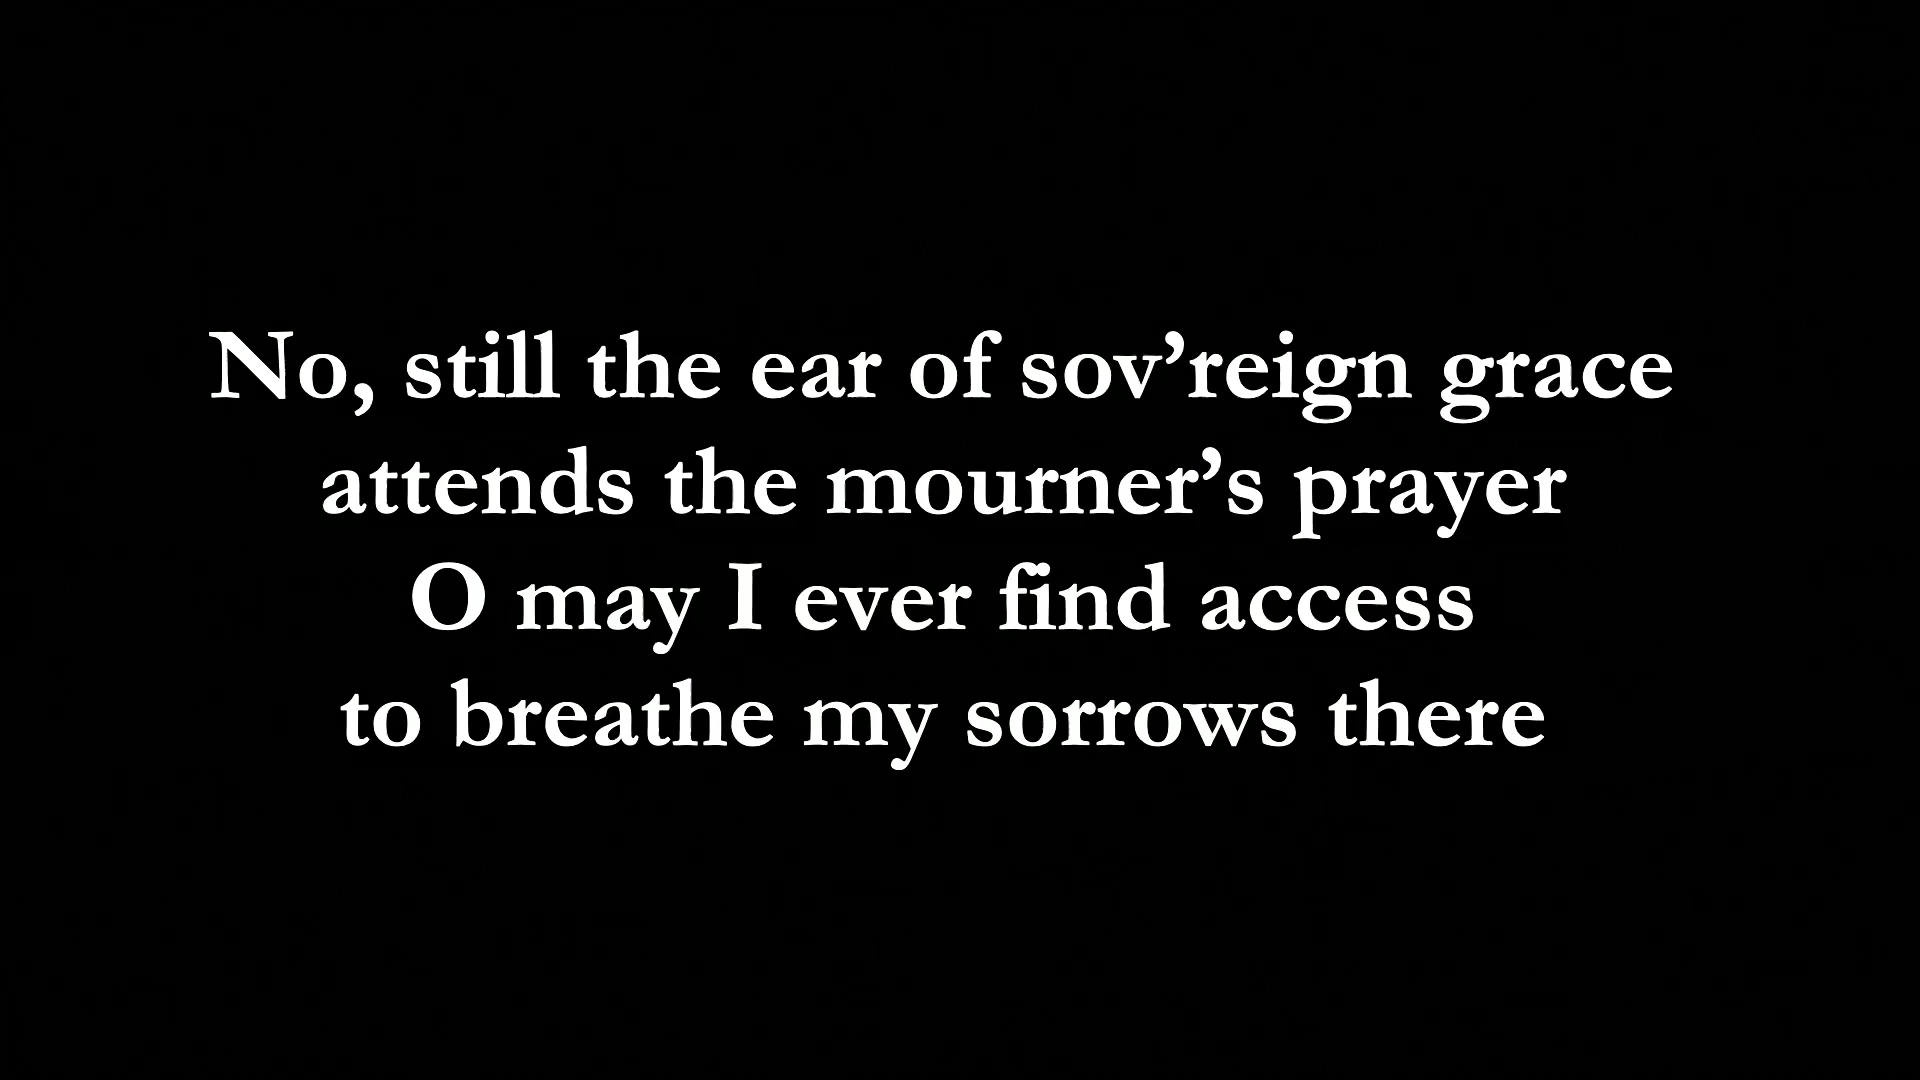 No, still the ear of sov’reign grace
attends the mourner’s prayer
O may I ever find access
to breathe my sorrows there